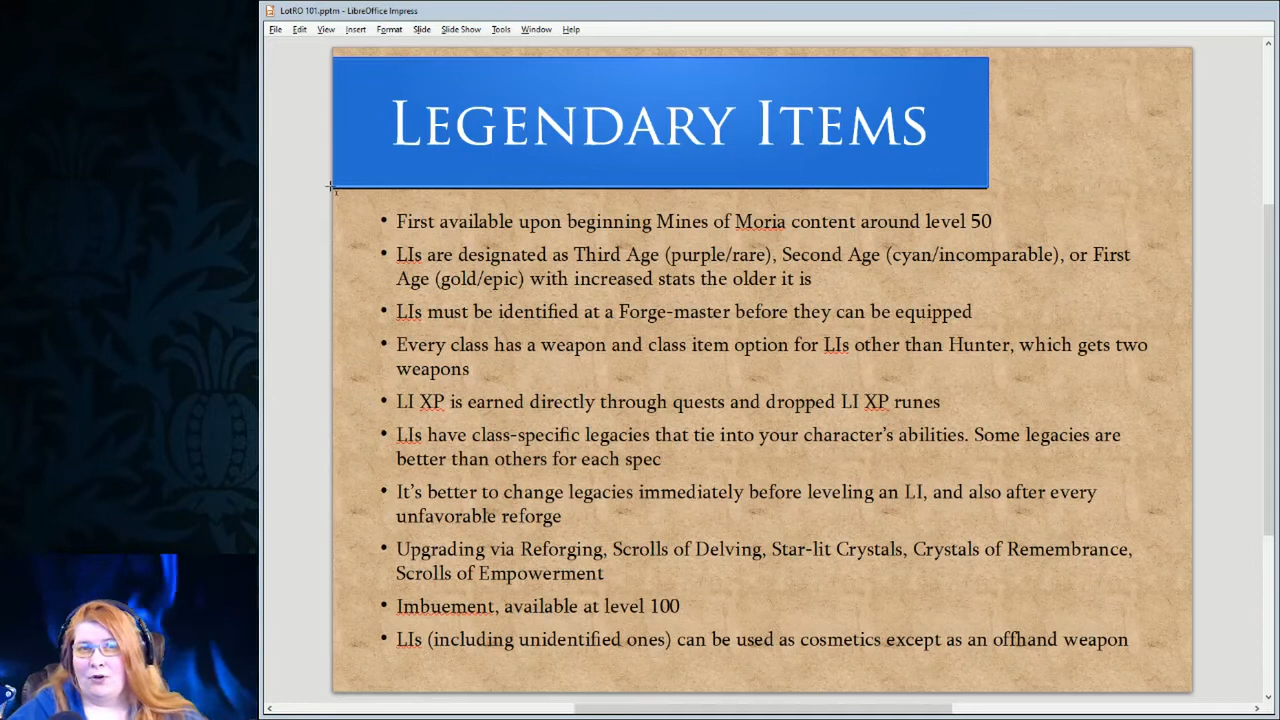 LotRO 101.pptm - LibreOffice Impress
File Edit View Insert Format Slide Slide Show Tools Window Help
Legendary Items
• First available upon beginning Mines of Moria content around level 50
• LIs are designated as Third Age (purple/rare), Second Age (cyan/incomparable), or First
Age (gold/epic) with increased stats the older it is
• LIs must be identified at a Forge-master before they can be equipped
• Every class has a weapon and class item option for LIs other than Hunter, which gets two
weapons
• LI XP is earned directly through quests and dropped LI XP runes
• LIs have class-specific legacies that tie into your character’s abilities. Some legacies are
better than others for each spec
• It’s better to change legacies immediately before leveling an LI, and also after every
unfavorable reforge
• Upgrading via Reforging, Scrolls of Delving, Star-lit Crystals, Crystals of Remembrance,
Scrolls of Empowerment
• Imbuement, available at level 100
• LIs (including unidentified ones) can be used as cosmetics except as an offhand weapon